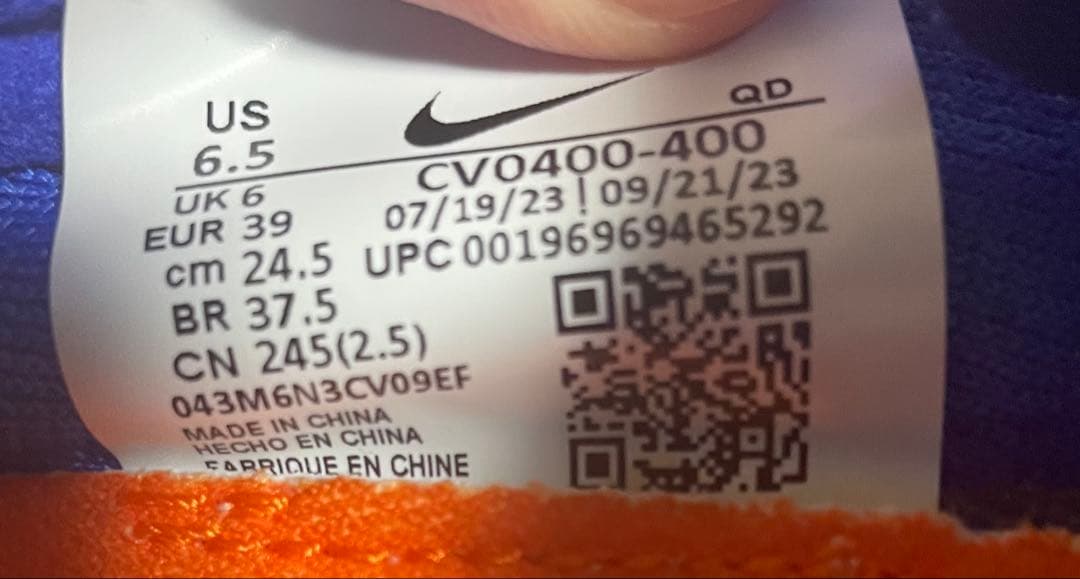 US
6.5
QD
UK 6
CV0400-400
EUR 39
07/19/23 | 09/21/23
cm 24.5
UPC 00196969465292
BR 37.5
CN 245(2.5)
043M6N3CV09EF
MADE IN CHINA
HECHO EN CHINA
FABRIQUE EN CHINE